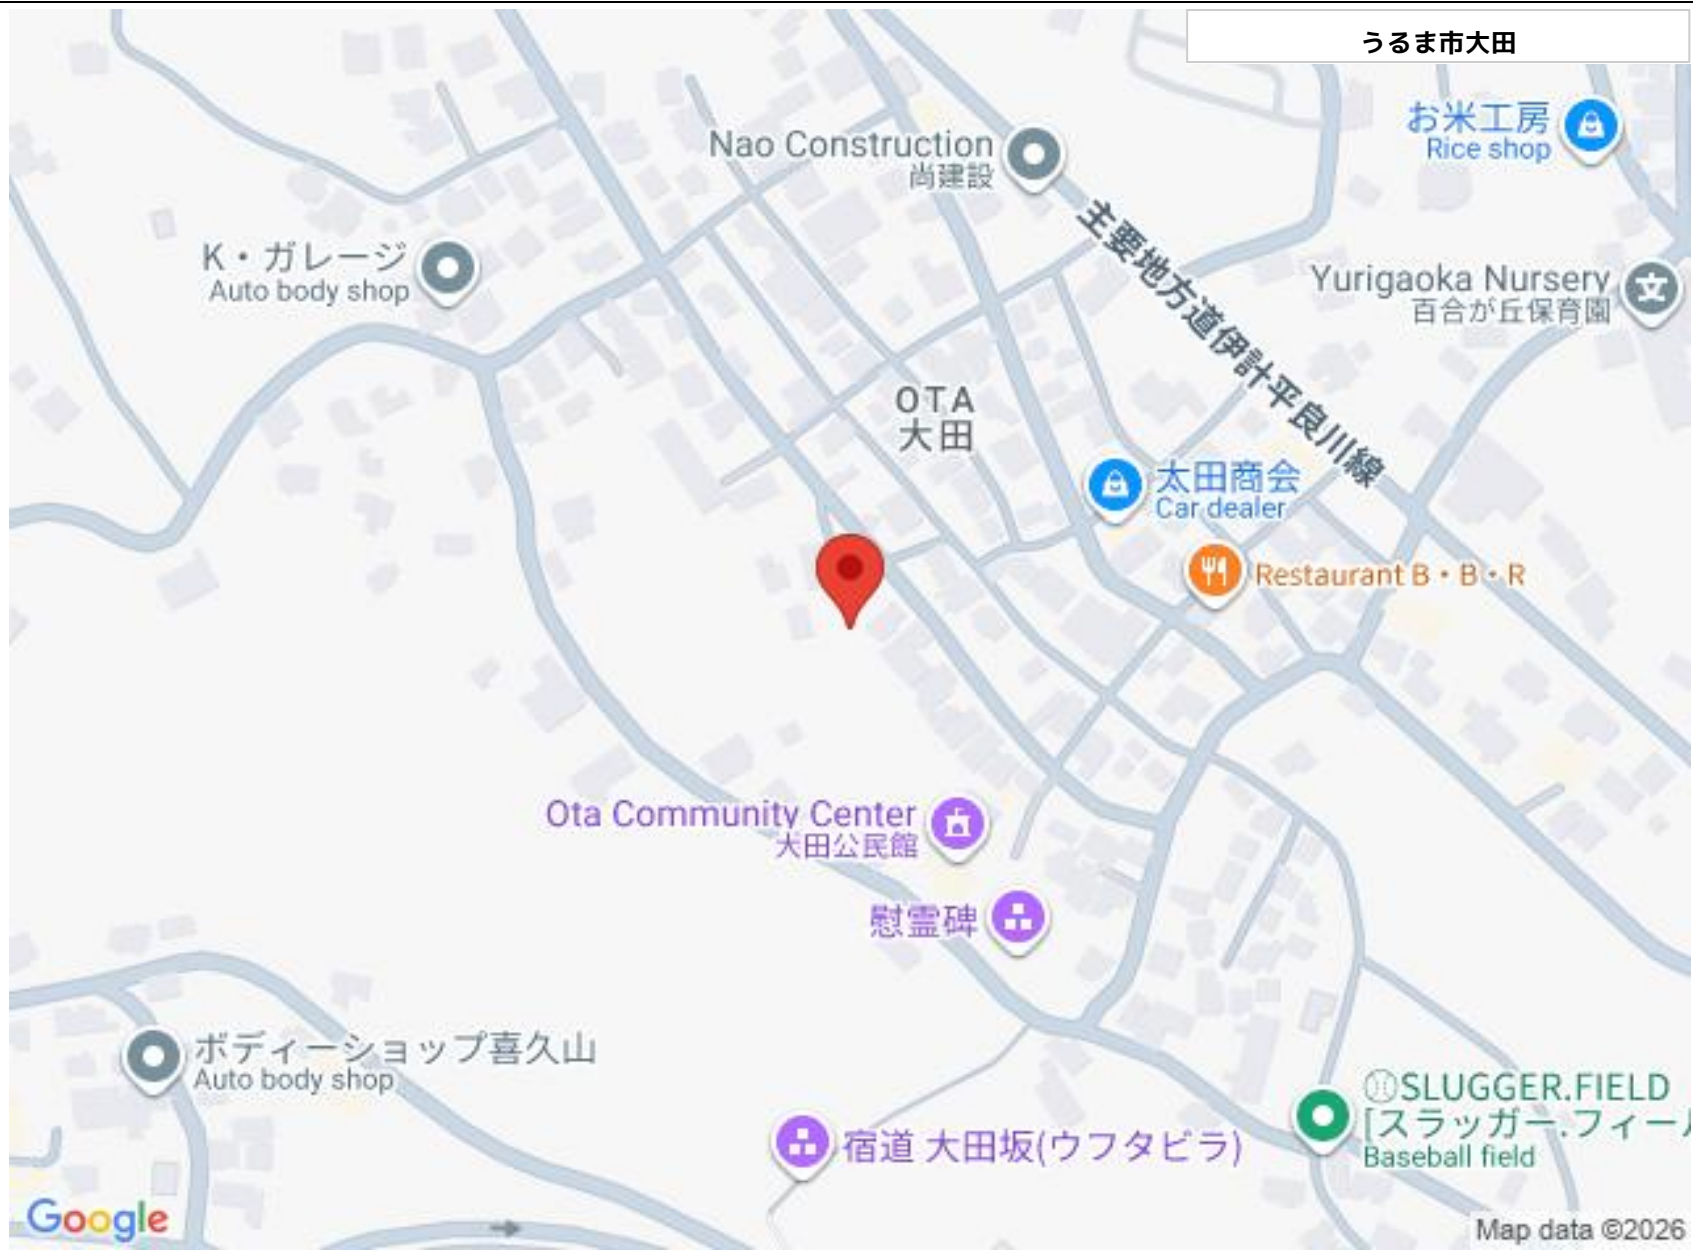 うるま市大田
お米工房
Rice shop
Nao Construction
尚建設
主要地方道伊計平良川線
K・ガレージ
Auto body shop
Yurigaoka Nursery
百合が丘保育園
文
OTA
大田
太田商会
Car dealer
Restaurant B・B・R
Ota Community Center
大田公民館
慰霊碑
ボディーショップ喜久山
Auto body shop
SLUGGER.FIELD
[スラッガー.フィー
Baseball field
宿道 大田坂(ウフタビラ)
Google
Map data ©2026